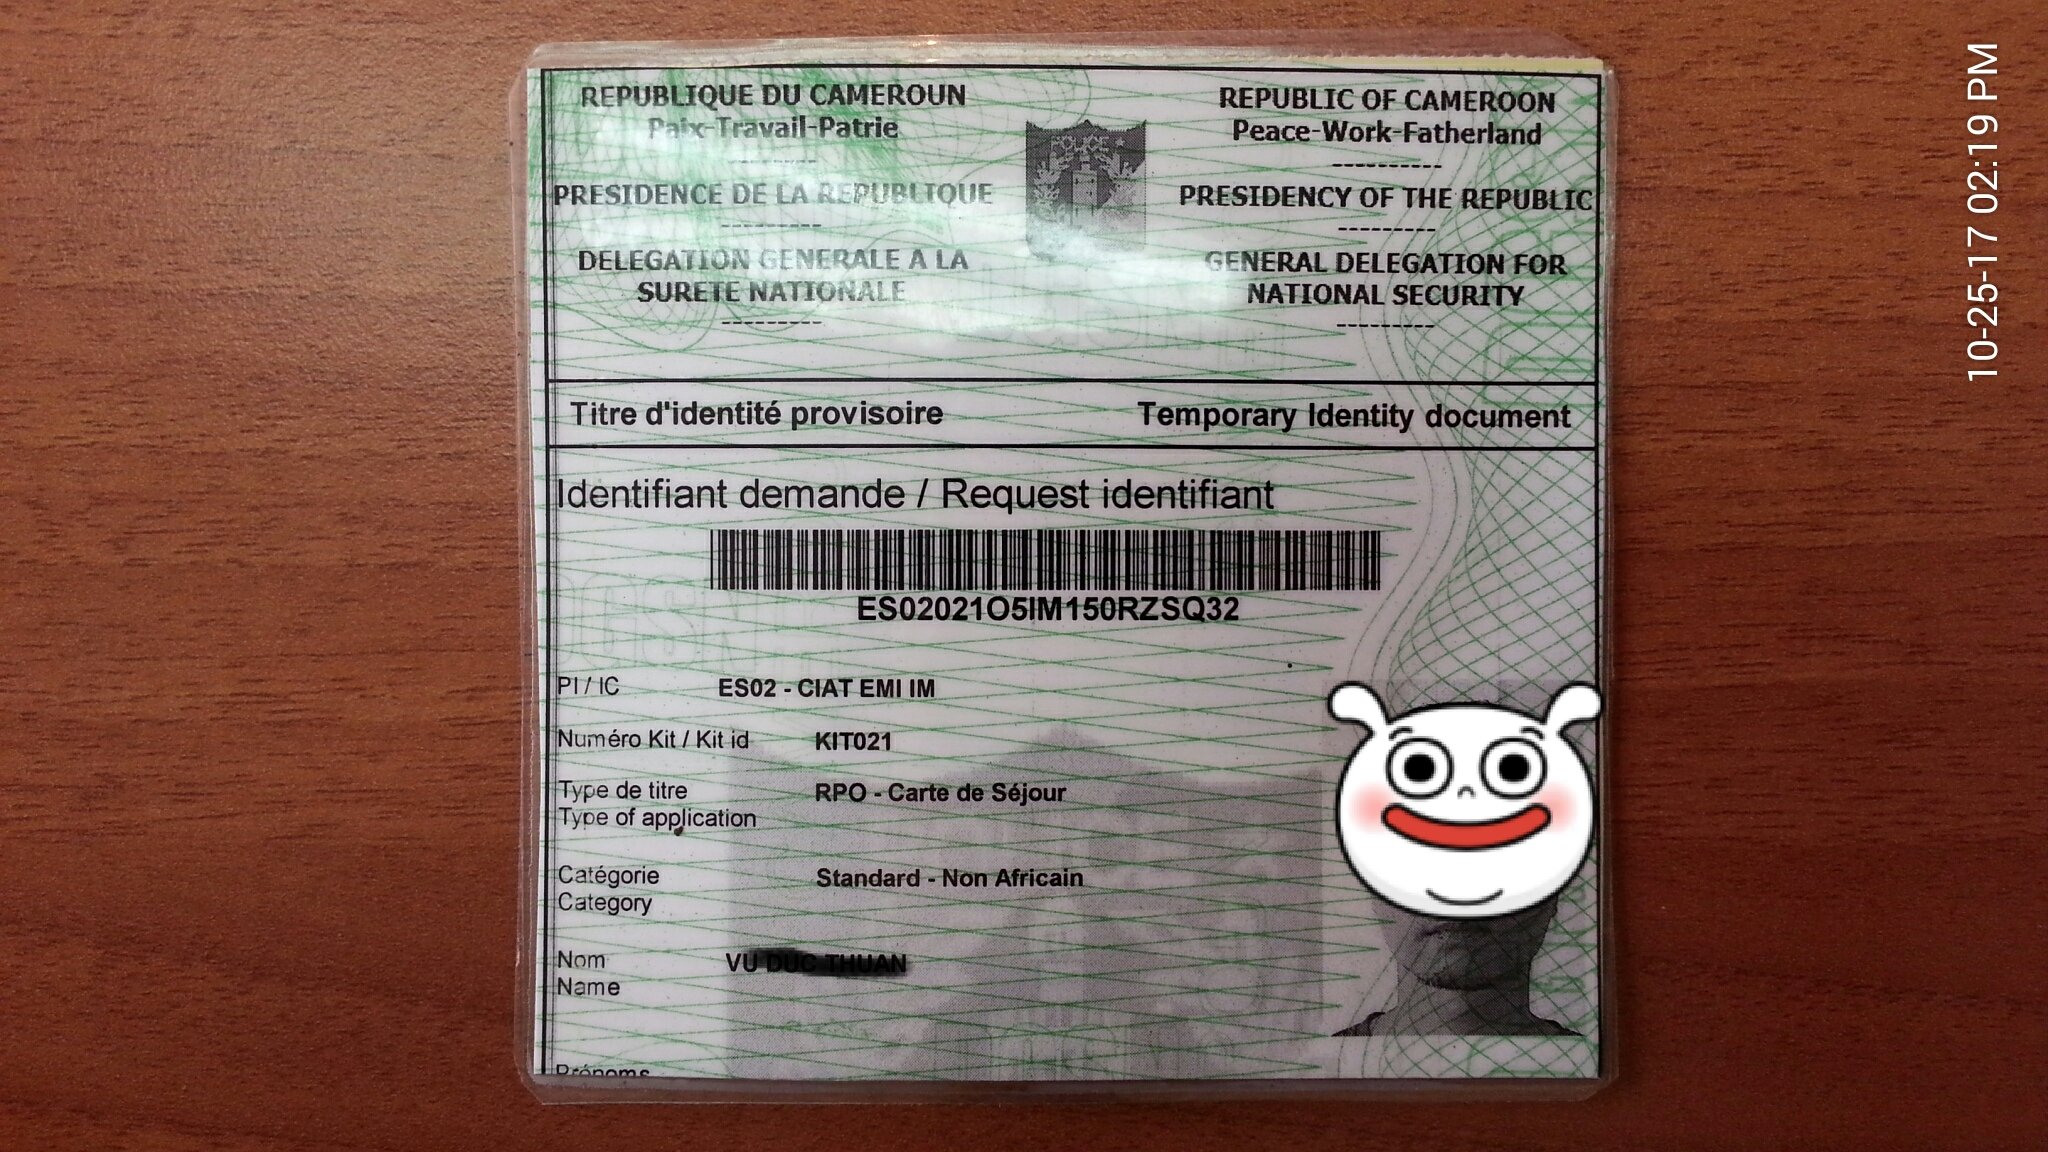 REPUBLIQUE DU CAMEROUN
Paix-Travail-Patrie
----------
PRESIDENCE DE LA REPUBLIQUE
----------
DELEGATION GENERALE A LA
SURETE NATIONALE
----------
POLICE
REPUBLIC OF CAMEROON
Peace-Work-Fatherland
-----------
PRESIDENCY OF THE REPUBLIC
----------
GENERAL DELEGATION FOR
NATIONAL SECURITY
----------
Titre d'identité provisoire Temporary Identity document
Identifiant demande / Request identifiant
ES02021O5IM150RZSQ32
PI / IC ES02 - CIAT EMI IM
Numéro Kit / Kit id KIT021
Type de titre RPO - Carte de Séjour
Type of application
Catégorie Standard - Non Africain
Category
Nom VU DUC THUAN
Name
Prénoms
10-25-17 02:19 PM